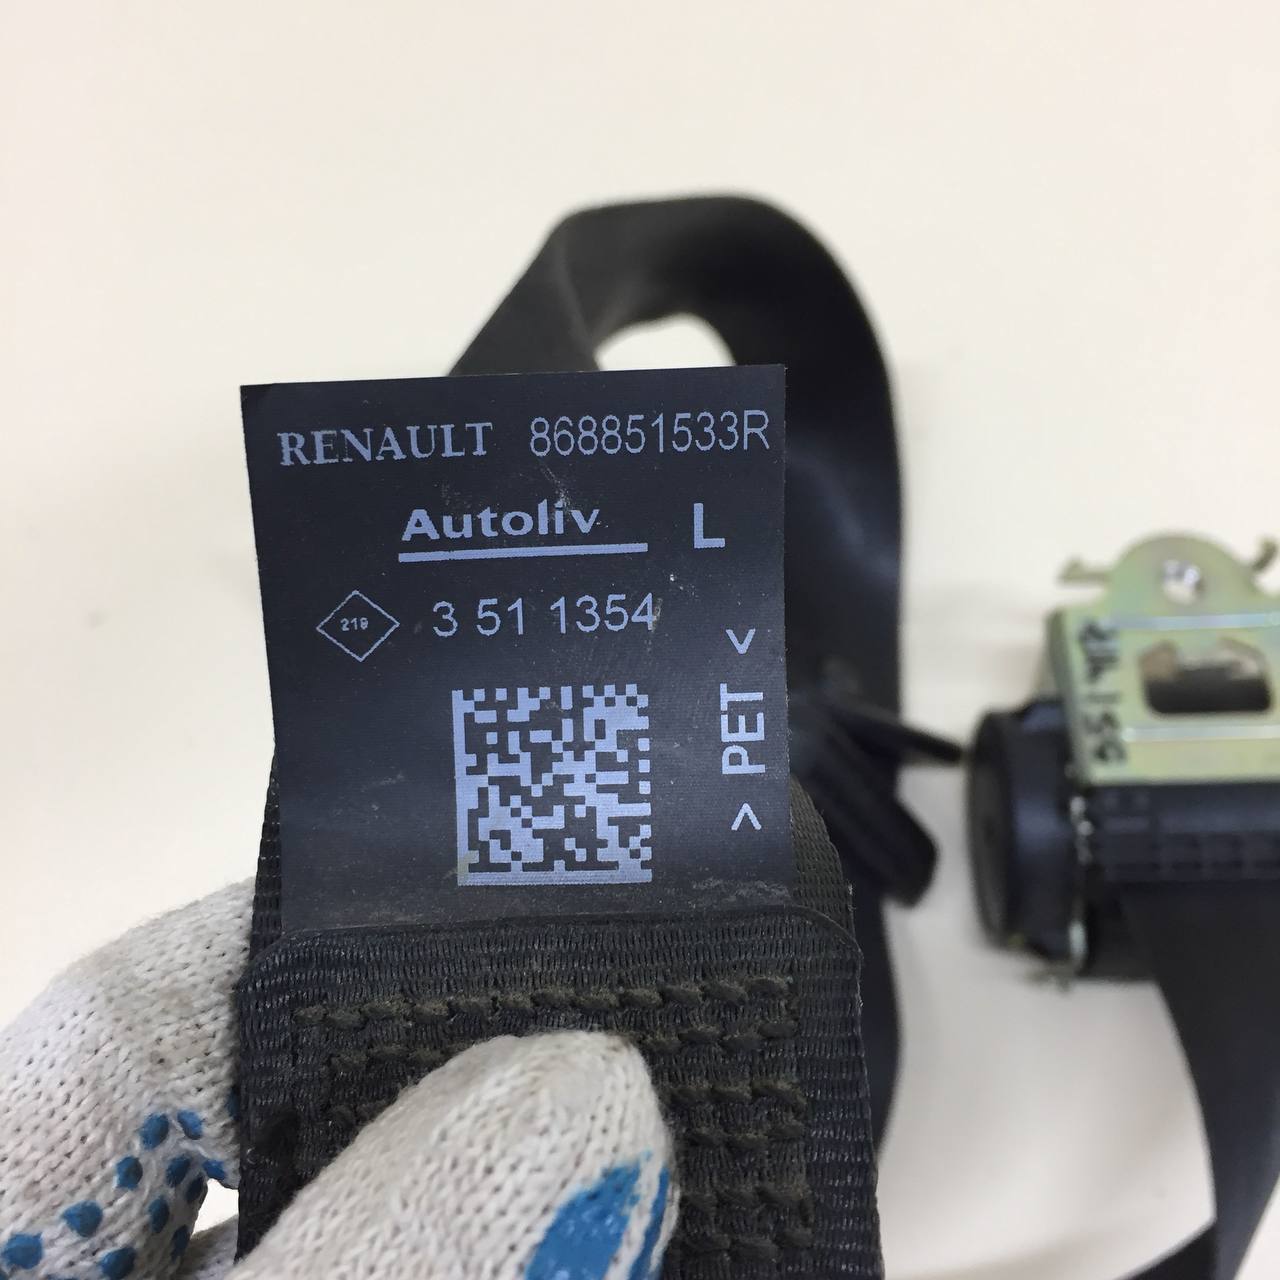 RENAULT 868851533R
Autoliv L
219 3 51 1354
> PET <